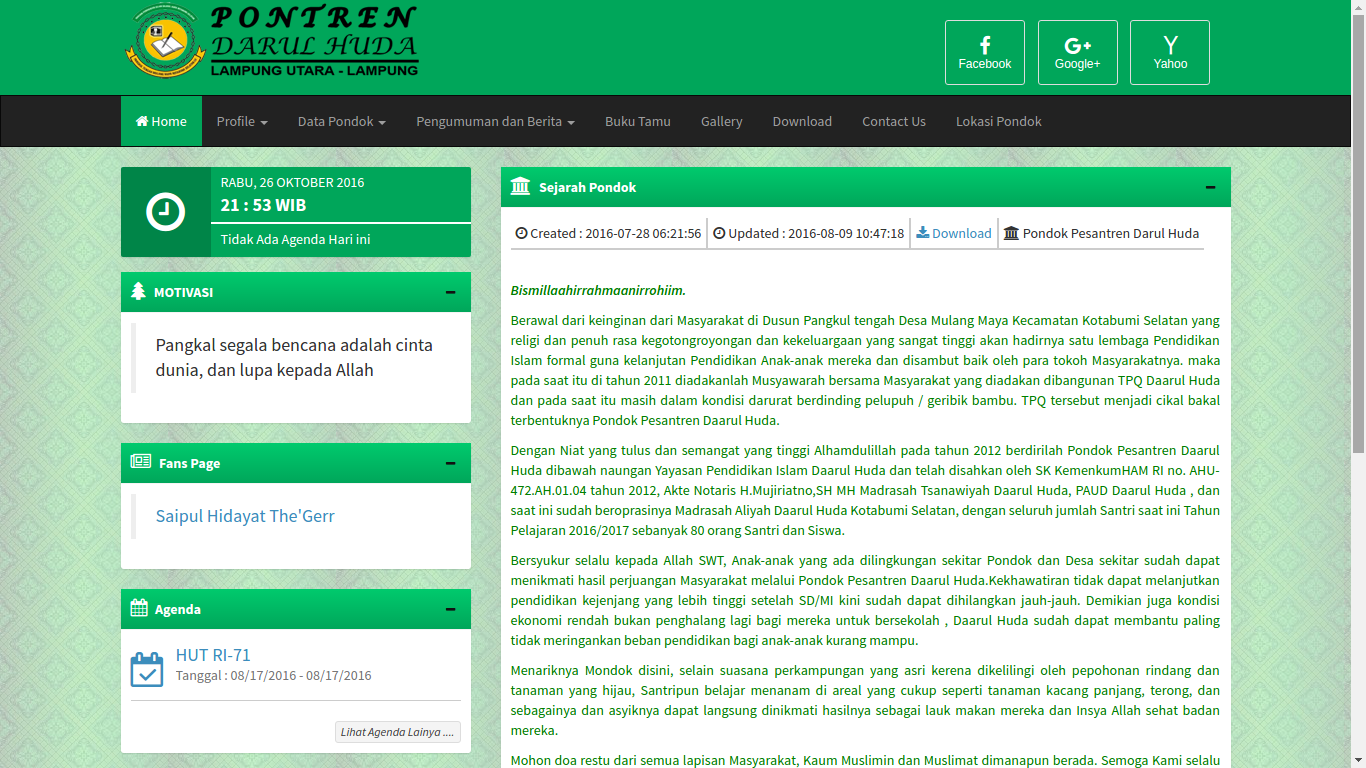 PONTREN
DARUL HUDA
LAMPUNG UTARA - LAMPUNG
Facebook
Google+
Yahoo
Home Profile Data Pondok Pengumuman dan Berita Buku Tamu Gallery Download Contact Us Lokasi Pondok
RABU, 26 OKTOBER 2016
21 : 53 WIB
Tidak Ada Agenda Hari ini
MOTIVASI
Pangkal segala bencana adalah cinta
dunia, dan lupa kepada Allah
Fans Page
Saipul Hidayat The'Gerr
Agenda
HUT RI-71
Tanggal : 08/17/2016 - 08/17/2016
Lihat Agenda Lainya ....
Sejarah Pondok
Created : 2016-07-28 06:21:56 Updated : 2016-08-09 10:47:18 Download Pondok Pesantren Darul Huda
Bismillaahirrahmaanirrohiim.
Berawal dari keinginan dari Masyarakat di Dusun Pangkul tengah Desa Mulang Maya Kecamatan Kotabumi Selatan yang
religi dan penuh rasa kegotongroyongan dan kekeluargaan yang sangat tinggi akan hadirnya satu lembaga Pendidikan
Islam formal guna kelanjutan Pendidikan Anak-anak mereka dan disambut baik oleh para tokoh Masyarakatnya. maka
pada saat itu di tahun 2011 diadakanlah Musyawarah bersama Masyarakat yang diadakan dibangunan TPQ Daarul Huda
dan pada saat itu masih dalam kondisi darurat berdinding pelupuh / geribik bambu. TPQ tersebut menjadi cikal bakal
terbentuknya Pondok Pesantren Daarul Huda.
Dengan Niat yang tulus dan semangat yang tinggi Alhamdulillah pada tahun 2012 berdirilah Pondok Pesantren Daarul
Huda dibawah naungan Yayasan Pendidikan Islam Daarul Huda dan telah disahkan oleh SK KemenkumHAM RI no. AHU-
472.AH.01.04 tahun 2012, Akte Notaris H.Mujiriatno,SH MH Madrasah Tsanawiyah Daarul Huda, PAUD Daarul Huda , dan
saat ini sudah beroprasinya Madrasah Aliyah Daarul Huda Kotabumi Selatan, dengan seluruh jumlah Santri saat ini Tahun
Pelajaran 2016/2017 sebanyak 80 orang Santri dan Siswa.
Bersyukur selalu kepada Allah SWT, Anak-anak yang ada dilingkungan sekitar Pondok dan Desa sekitar sudah dapat
menikmati hasil perjuangan Masyarakat melalui Pondok Pesantren Daarul Huda.Kekhawatiran tidak dapat melanjutkan
pendidikan kejenjang yang lebih tinggi setelah SD/MI kini sudah dapat dihilangkan jauh-jauh. Demikian juga kondisi
ekonomi rendah bukan penghalang lagi bagi mereka untuk bersekolah , Daarul Huda sudah dapat membantu paling
tidak meringankan beban pendidikan bagi anak-anak kurang mampu.
Menariknya Mondok disini, selain suasana perkampungan yang asri kerena dikelilingi oleh pepohonan rindang dan
tanaman yang hijau, Santripun belajar menanam di areal yang cukup seperti tanaman kacang panjang, terong, dan
sebagainya dan asyiknya dapat langsung dinikmati hasilnya sebagai lauk makan mereka dan Insya Allah sehat badan
mereka.
Mohon doa restu dari semua lapisan Masyarakat, Kaum Muslimin dan Muslimat dimanapun berada. Semoga Kami selalu